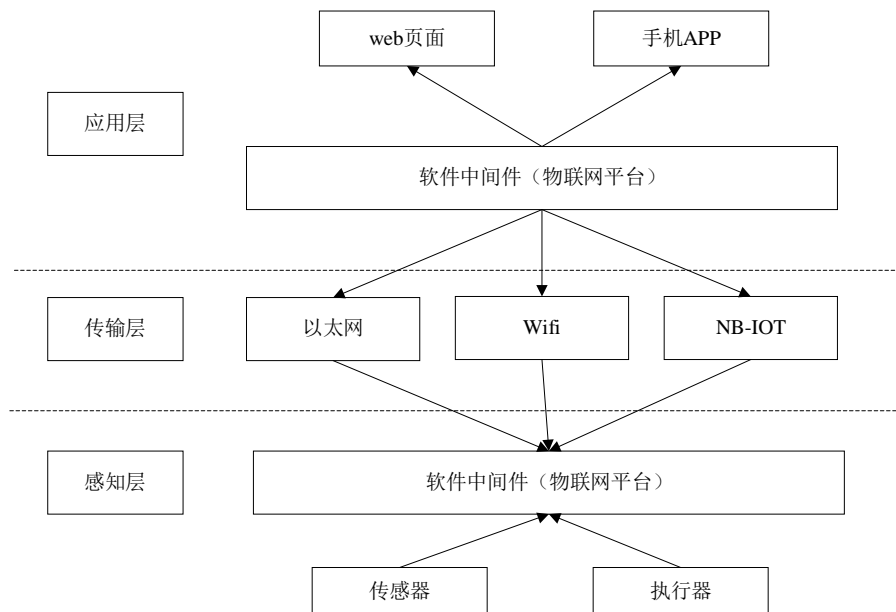 web页面
手机APP
应用层
软件中间件（物联网平台）
传输层
以太网
Wifi
NB-IOT
感知层
软件中间件（物联网平台）
传感器
执行器